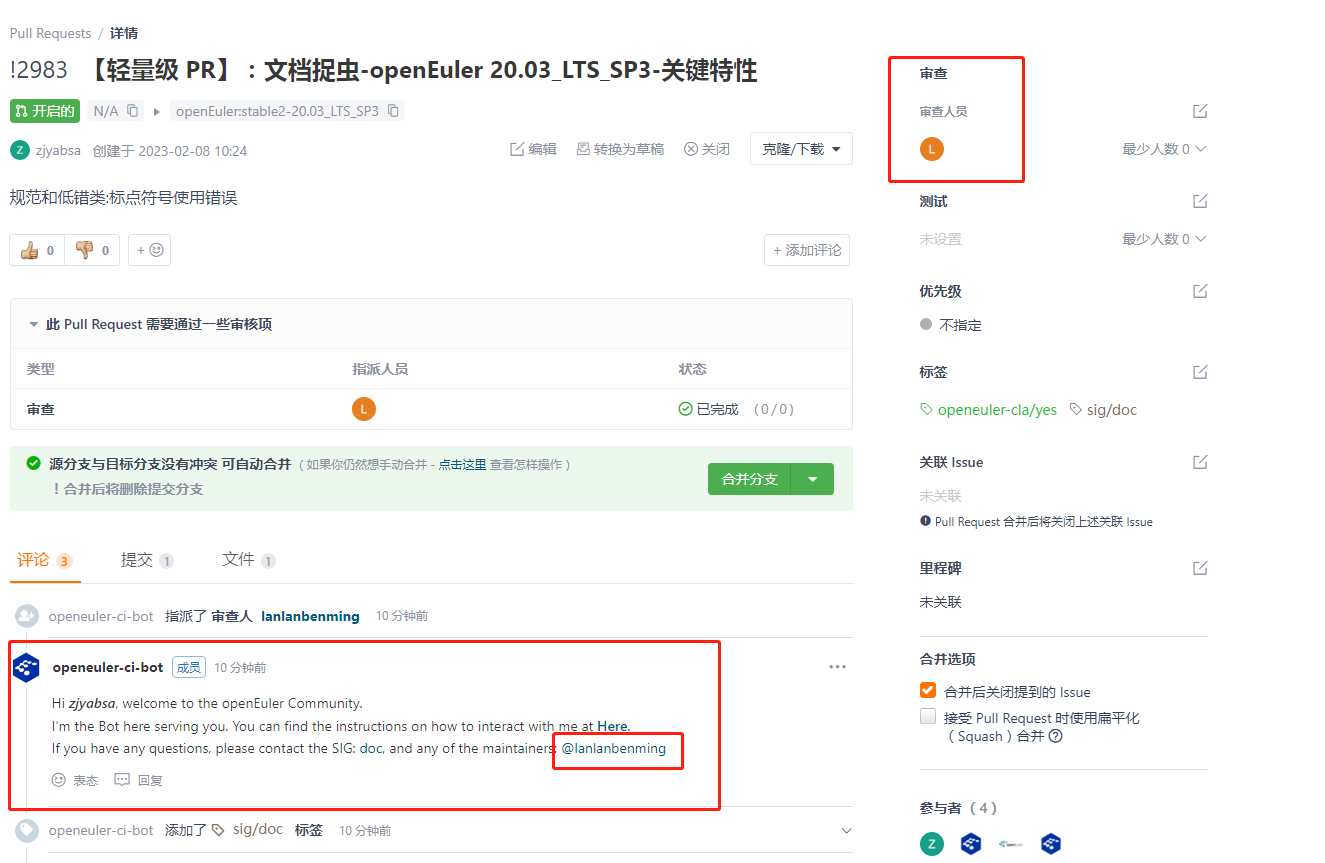 Pull Requests / 详情
!2983 【轻量级 PR】：文档捉虫-openEuler 20.03_LTS_SP3-关键特性
开启的 N/A openEuler:stable2-20.03_LTS_SP3
Z zjyabsa 创建于 2023-02-08 10:24 编辑 转换为草稿 关闭 克隆/下载
规范和低错类:标点符号使用错误
0 0 + + 添加评论
此 Pull Request 需要通过一些审核项
类型 指派人员 状态
审查 L 已完成 （0/0）
源分支与目标分支没有冲突 可自动合并 （如果你仍然想手动合并 - 点击这里 查看怎样操作）
！合并后将删除提交分支
合并分支
评论 3 提交 1 文件 1
openeuler-ci-bot 指派了 审查人 lanlanbenming 10 分钟前
openeuler-ci-bot 成员 10 分钟前
Hi zjyabsa, welcome to the openEuler Community.
I'm the Bot here serving you. You can find the instructions on how to interact with me at Here.
If you have any questions, please contact the SIG: doc, and any of the maintainers: @lanlanbenming
表态 回复
openeuler-ci-bot 添加了 sig/doc 标签 10 分钟前
审查
审查人员
L 最少人数 0
测试
未设置 最少人数 0
优先级
不指定
标签
openeuler-cla/yes sig/doc
关联 Issue
未关联
Pull Request 合并后将关闭上述关联 Issue
里程碑
未关联
合并选项
合并后关闭提到的 Issue
接受 Pull Request 时使用扁平化
（Squash）合并
参与者（4）
Z